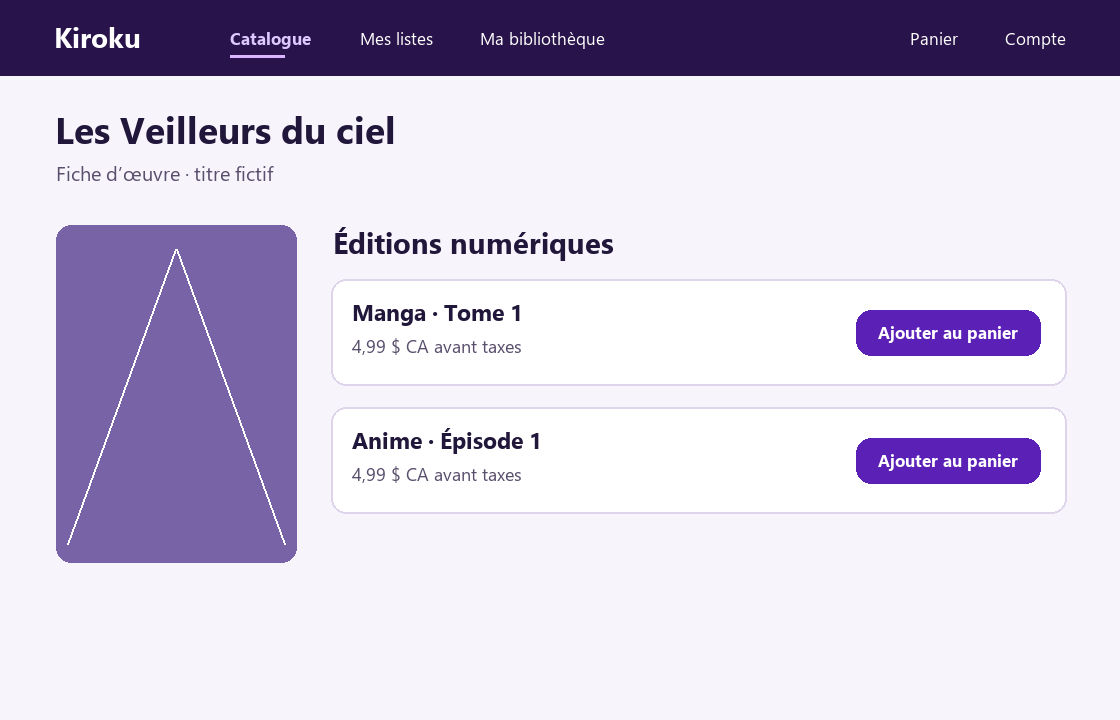 Kiroku Catalogue Mes listes Ma bibliothèque Panier Compte
Les Veilleurs du ciel
Fiche d’œuvre · titre fictif
Éditions numériques
Manga · Tome 1
4,99 $ CA avant taxes
Ajouter au panier
Anime · Épisode 1
4,99 $ CA avant taxes
Ajouter au panier